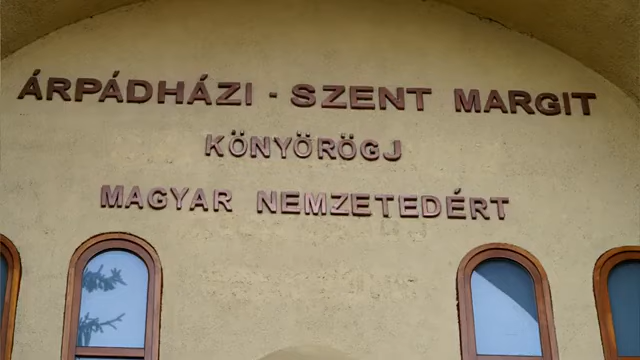 ÁRPÁDHÁZI - SZENT MARGIT
KÖNYÖRÖGJ
MAGYAR NEMZETEDÉRT